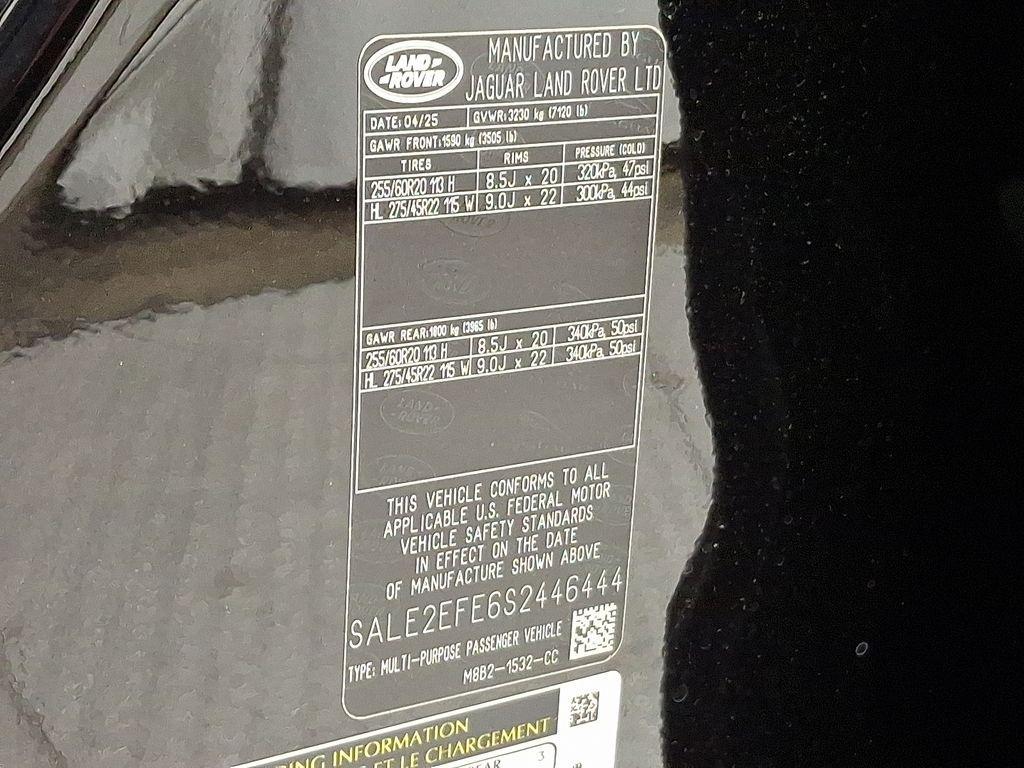 LAND-
-ROVER
MANUFACTURED BY
JAGUAR LAND ROVER LTD
DATE: 04/25 GVWR: 3230 kg (7120 lb)
GAWR FRONT: 1590 kg (3505 lb)
TIRES RIMS PRESSURE (COLD)
255/60R20 113 H 8.5J x 20 320kPa, 47psi
HL 275/45R22 115 W 9.0J x 22 300kPa, 44psi
GAWR REAR: 1800 kg (3965 lb)
255/60R20 113 H 8.5J x 20 340kPa, 50psi
HL 275/45R22 115 W 9.0J x 22 340kPa, 50psi
THIS VEHICLE CONFORMS TO ALL
APPLICABLE U.S. FEDERAL MOTOR
VEHICLE SAFETY STANDARDS
IN EFFECT ON THE DATE
OF MANUFACTURE SHOWN ABOVE
SALE2EFE6S2446444
TYPE: MULTI-PURPOSE PASSENGER VEHICLE
M8B2-1532-CC
INFORMATION
ET LE CHARGEMENT
3